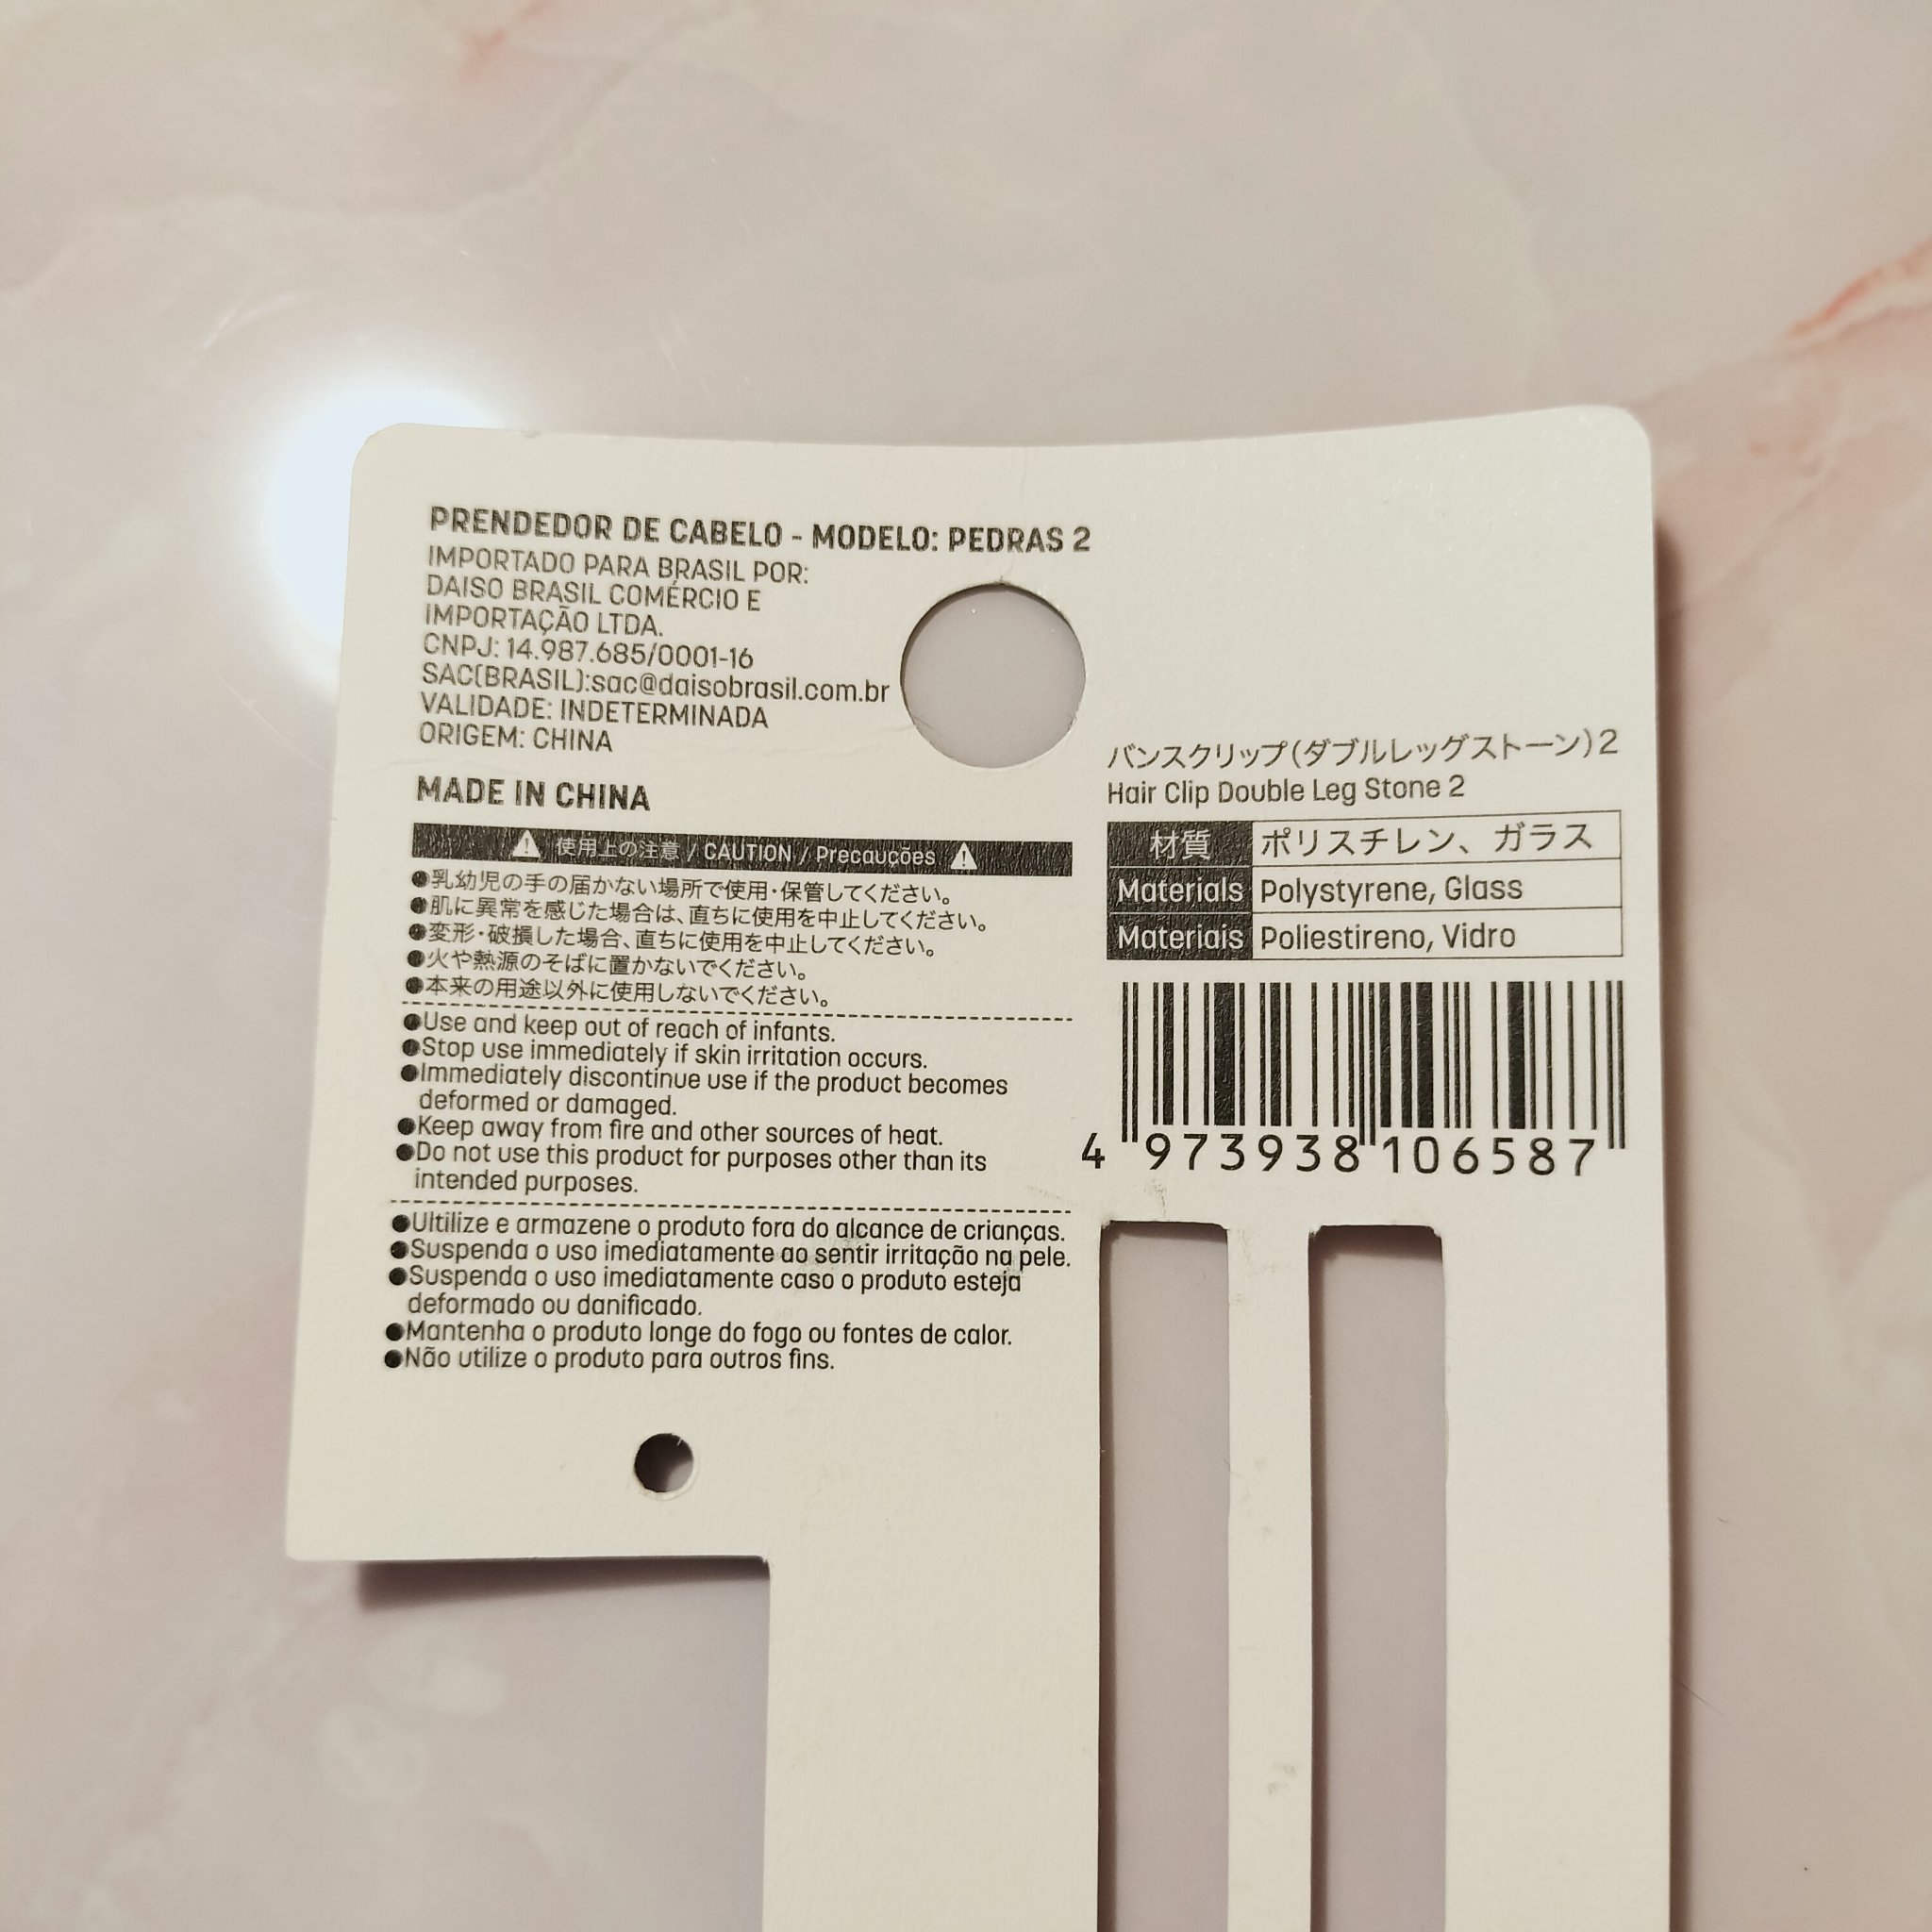 PRENDEDOR DE CABELO - MODELO: PEDRAS 2
IMPORTADO PARA BRASIL POR:
DAISO BRASIL COMÉRCIO E
IMPORTAÇÃO LTDA.
CNPJ: 14.987.685/0001-16
SAC(BRASIL):sac@daisobrasil.com.br
VALIDADE: INDETERMINADA
ORIGEM: CHINA
MADE IN CHINA
使用上の注意 / CAUTION / Precauções
●乳幼児の手の届かない場所で使用・保管してください。
●肌に異常を感じた場合は、直ちに使用を中止してください。
●変形・破損した場合、直ちに使用を中止してください。
●火や熱源のそばに置かないでください。
●本来の用途以外に使用しないでください。
●Use and keep out of reach of infants.
●Stop use immediately if skin irritation occurs.
●Immediately discontinue use if the product becomes
deformed or damaged.
●Keep away from fire and other sources of heat.
●Do not use this product for purposes other than its
intended purposes.
●Ultilize e armazene o produto fora do alcance de crianças.
●Suspenda o uso imediatamente ao sentir irritação na pele.
●Suspenda o uso imediatamente caso o produto esteja
deformado ou danificado.
●Mantenha o produto longe do fogo ou fontes de calor.
●Não utilize o produto para outros fins.
バンスクリップ(ダブルレッグストーン)2
Hair Clip Double Leg Stone 2
材質 ポリスチレン、ガラス
Materials Polystyrene, Glass
Materiais Poliestireno, Vidro
4 973938 106587